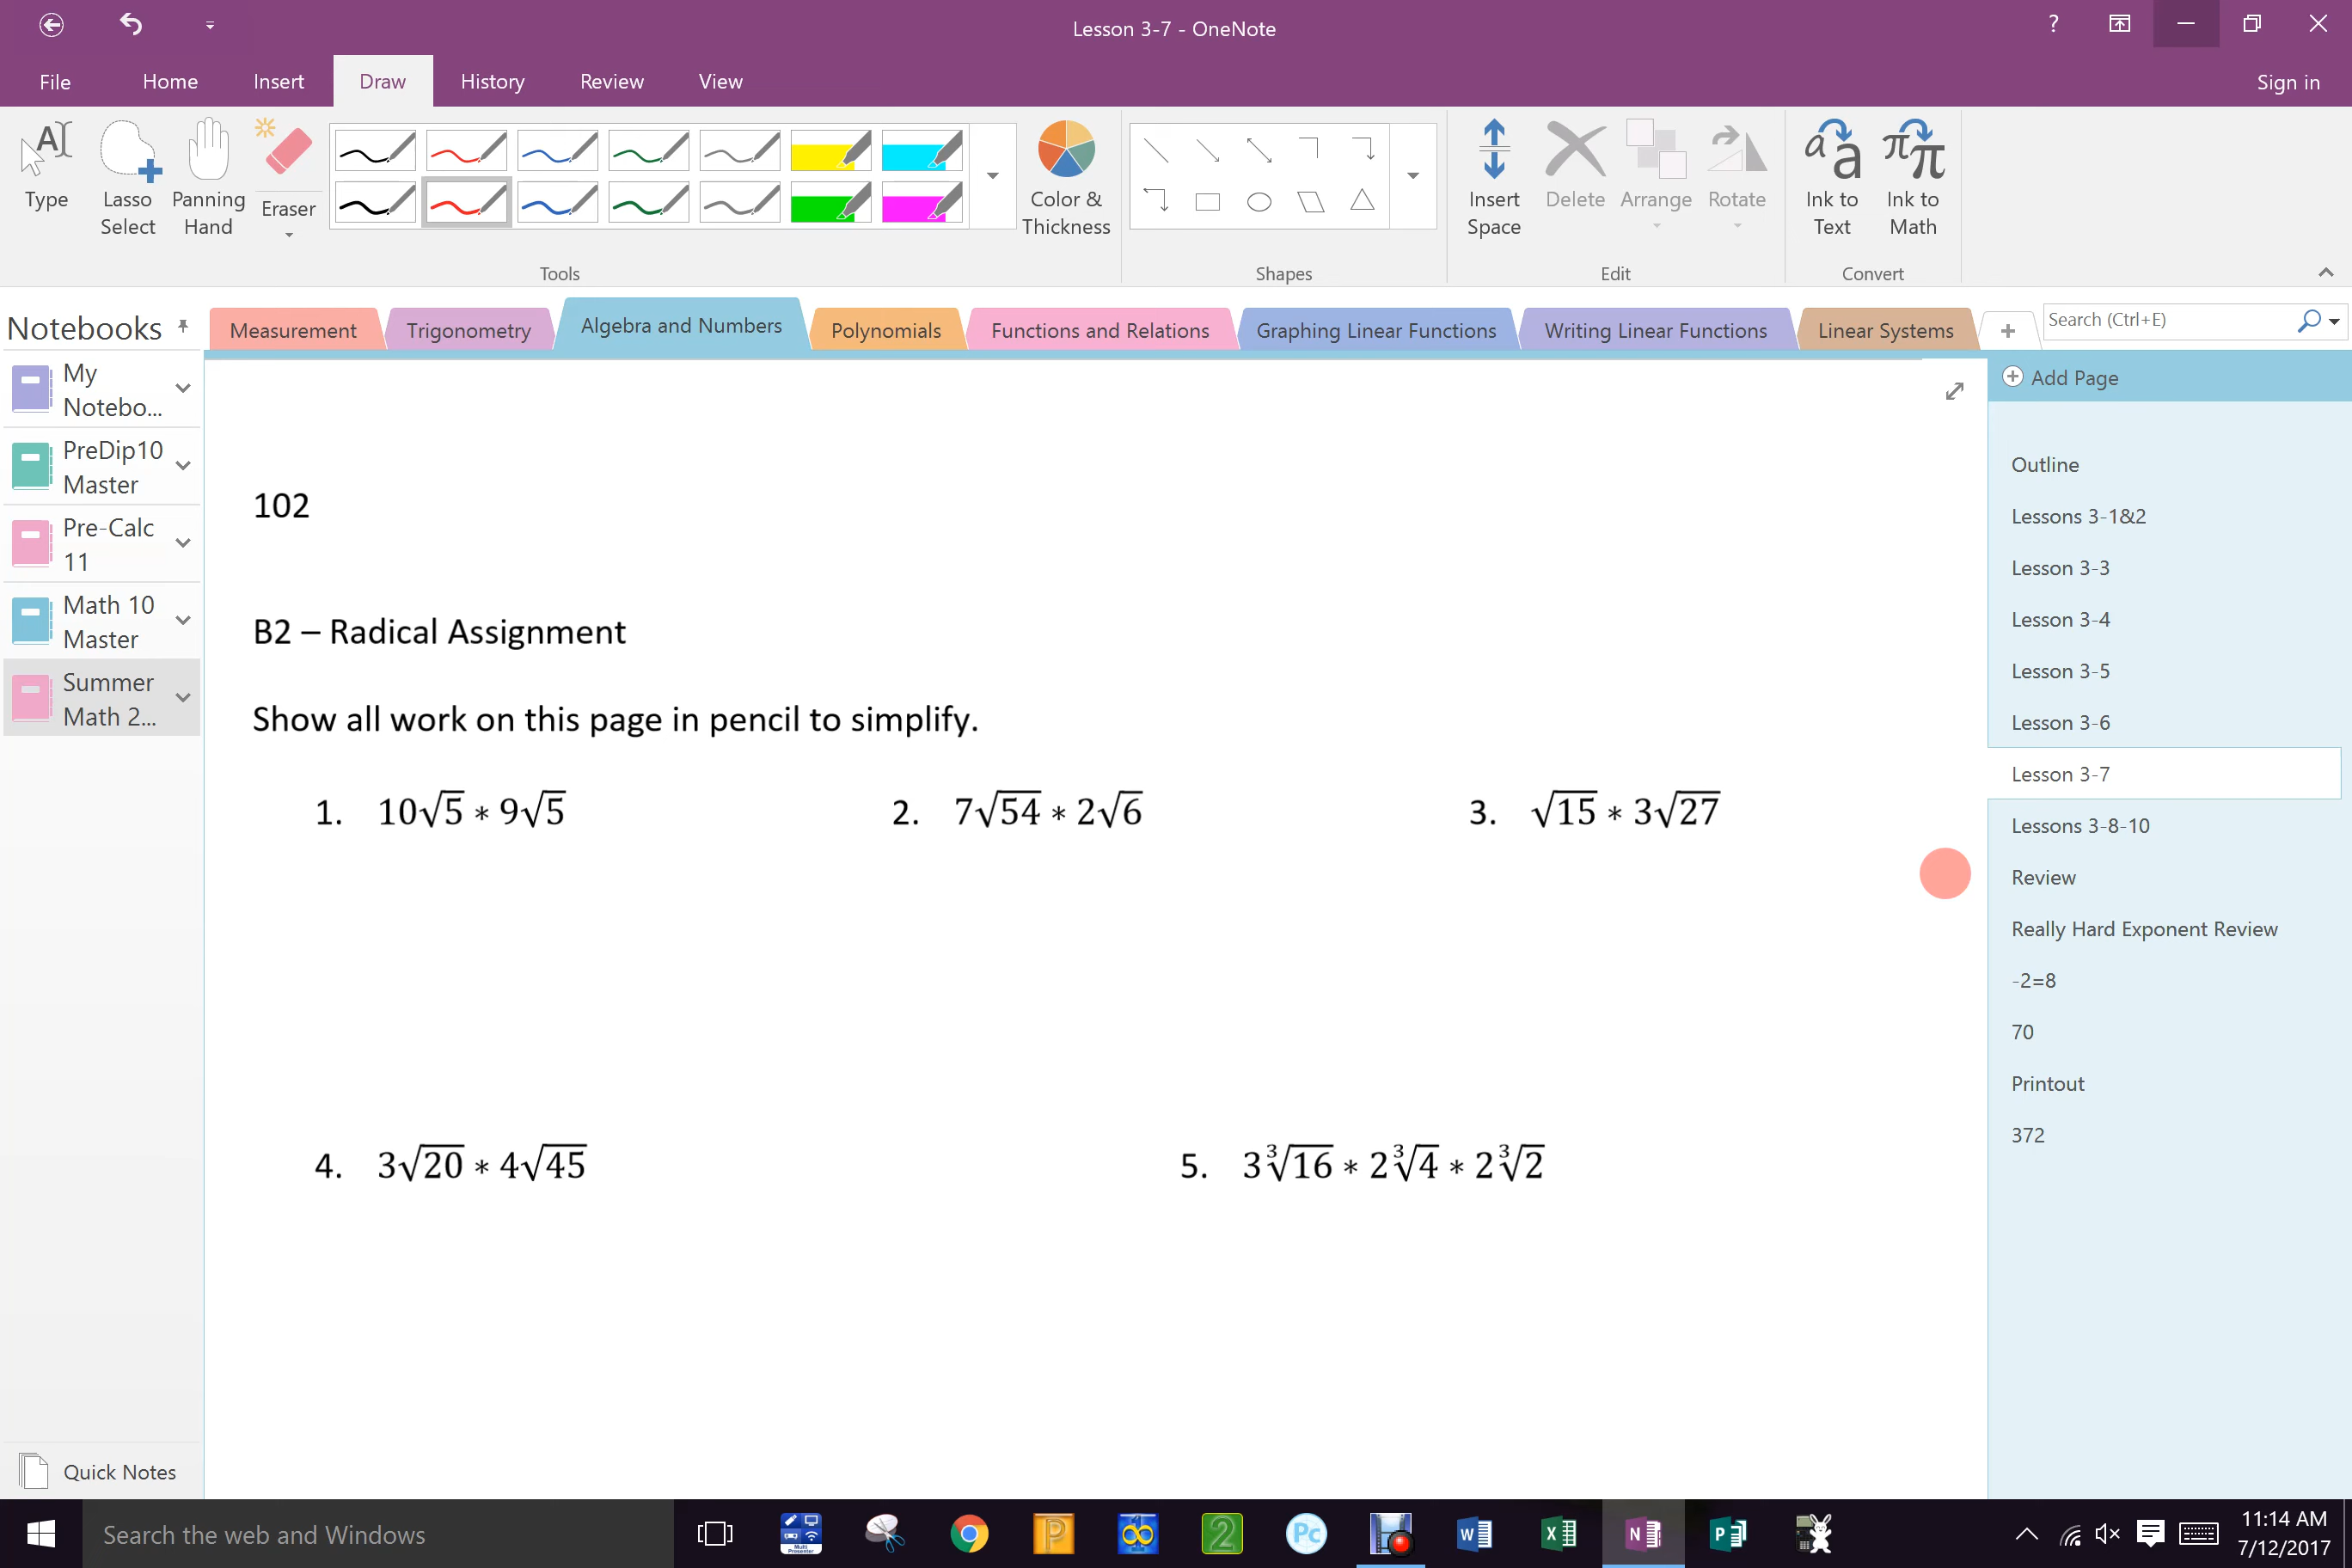 Lesson 3-7 - OneNote
?
File Home Insert Draw History Review View Sign in
Type
Lasso Select
Panning Hand
Eraser
Color & Thickness
Insert Space
Delete
Arrange
Rotate
Ink to Text
Ink to Math
Tools Shapes Edit Convert
Notebooks
Measurement Trigonometry Algebra and Numbers Polynomials Functions and Relations Graphing Linear Functions Writing Linear Functions Linear Systems + Search (Ctrl+E)
My Notebo...
PreDip10 Master
Pre-Calc 11
Math 10 Master
Summer Math 2...
Quick Notes
102
B2 – Radical Assignment
Show all work on this page in pencil to simplify.
1. 10√5 * 9√5 2. 7√54 * 2√6 3. √15 * 3√27
4. 3√20 * 4√45 5. 3∛16 * 2∛4 * 2∛2
Add Page
Outline
Lessons 3-1&2
Lesson 3-3
Lesson 3-4
Lesson 3-5
Lesson 3-6
Lesson 3-7
Lessons 3-8-10
Review
Really Hard Exponent Review
-2=8
70
Printout
372
Search the web and Windows
11:14 AM
7/12/2017